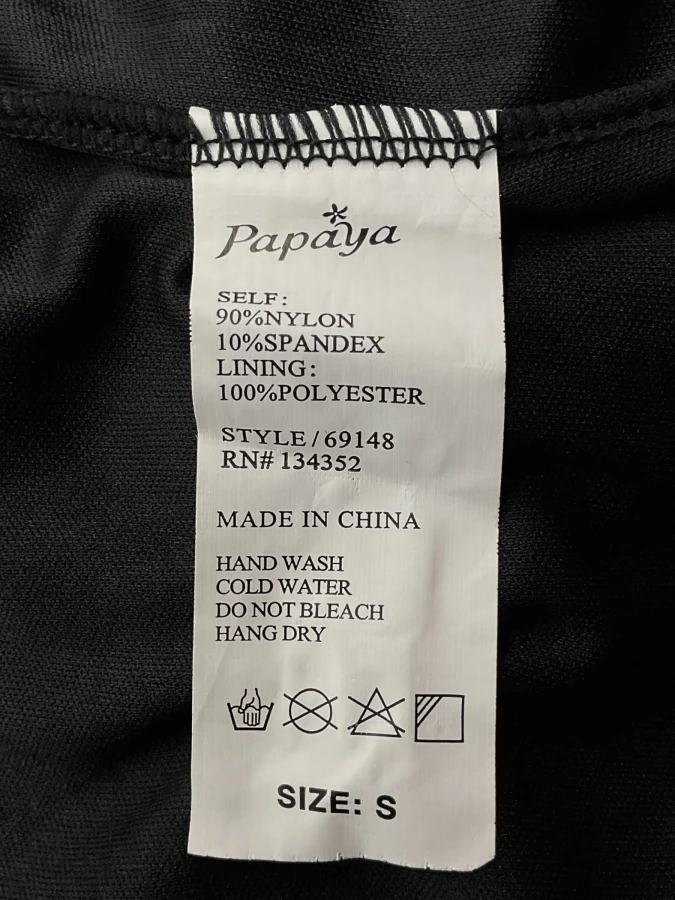 Papaya
SELF:
90%NYLON
10%SPANDEX
LINING:
100%POLYESTER
STYLE/69148
RN# 134352
MADE IN CHINA
HAND WASH
COLD WATER
DO NOT BLEACH
HANG DRY
SIZE: S